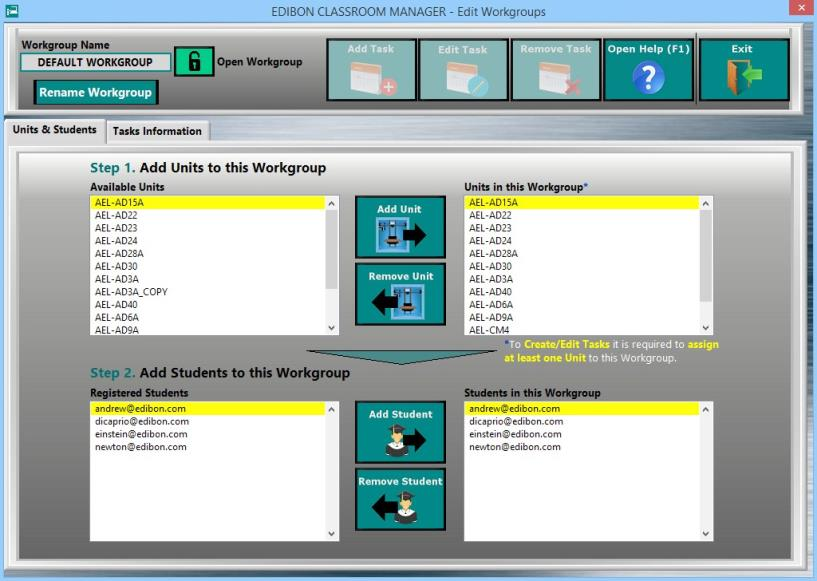 EDIBON CLASSROOM MANAGER - Edit Workgroups
Workgroup Name
DEFAULT WORKGROUP
Open Workgroup
Rename Workgroup
Add Task
Edit Task
Remove Task
Open Help (F1)
Exit
Units & Students
Tasks Information
Step 1. Add Units to this Workgroup
Available Units
AEL-AD15A
AEL-AD22
AEL-AD23
AEL-AD24
AEL-AD28A
AEL-AD30
AEL-AD3A
AEL-AD3A_COPY
AEL-AD40
AEL-AD6A
AEL-AD9A
Add Unit
Remove Unit
Units in this Workgroup*
AEL-AD15A
AEL-AD22
AEL-AD23
AEL-AD24
AEL-AD28A
AEL-AD30
AEL-AD3A
AEL-AD40
AEL-AD6A
AEL-AD9A
AEL-CM4
*To Create/Edit Tasks it is required to assign
at least one Unit to this Workgroup.
Step 2. Add Students to this Workgroup
Registered Students
andrew@edibon.com
dicaprio@edibon.com
einstein@edibon.com
newton@edibon.com
Add Student
Remove Student
Students in this Workgroup
andrew@edibon.com
dicaprio@edibon.com
einstein@edibon.com
newton@edibon.com